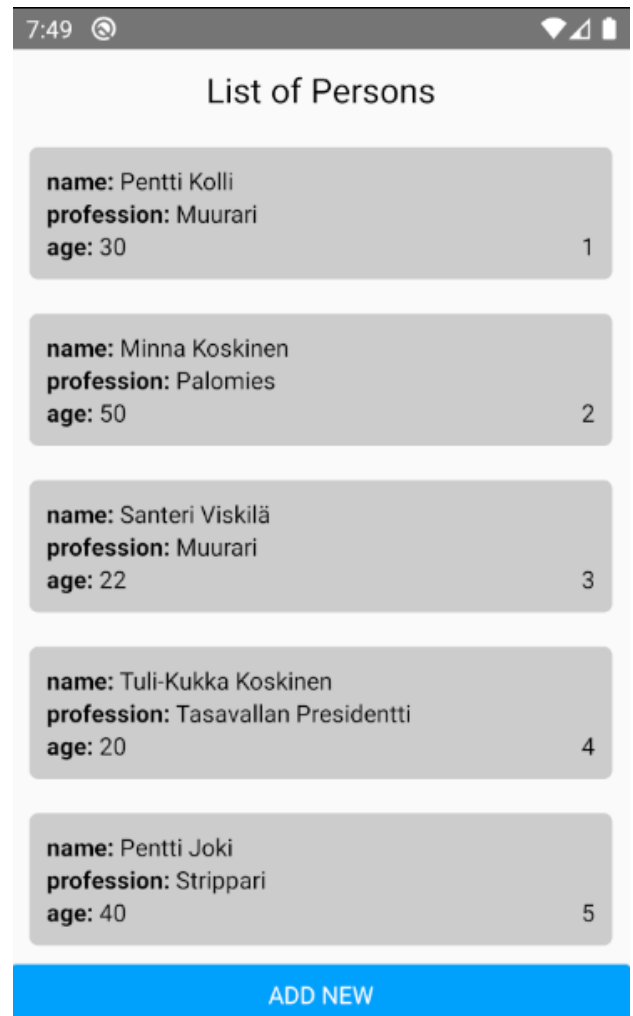 7:49
List of Persons
name: Pentti Kolli
profession: Muurari
age: 30 1
name: Minna Koskinen
profession: Palomies
age: 50 2
name: Santeri Viskilä
profession: Muurari
age: 22 3
name: Tuli-Kukka Koskinen
profession: Tasavallan Presidentti
age: 20 4
name: Pentti Joki
profession: Strippari
age: 40 5
ADD NEW